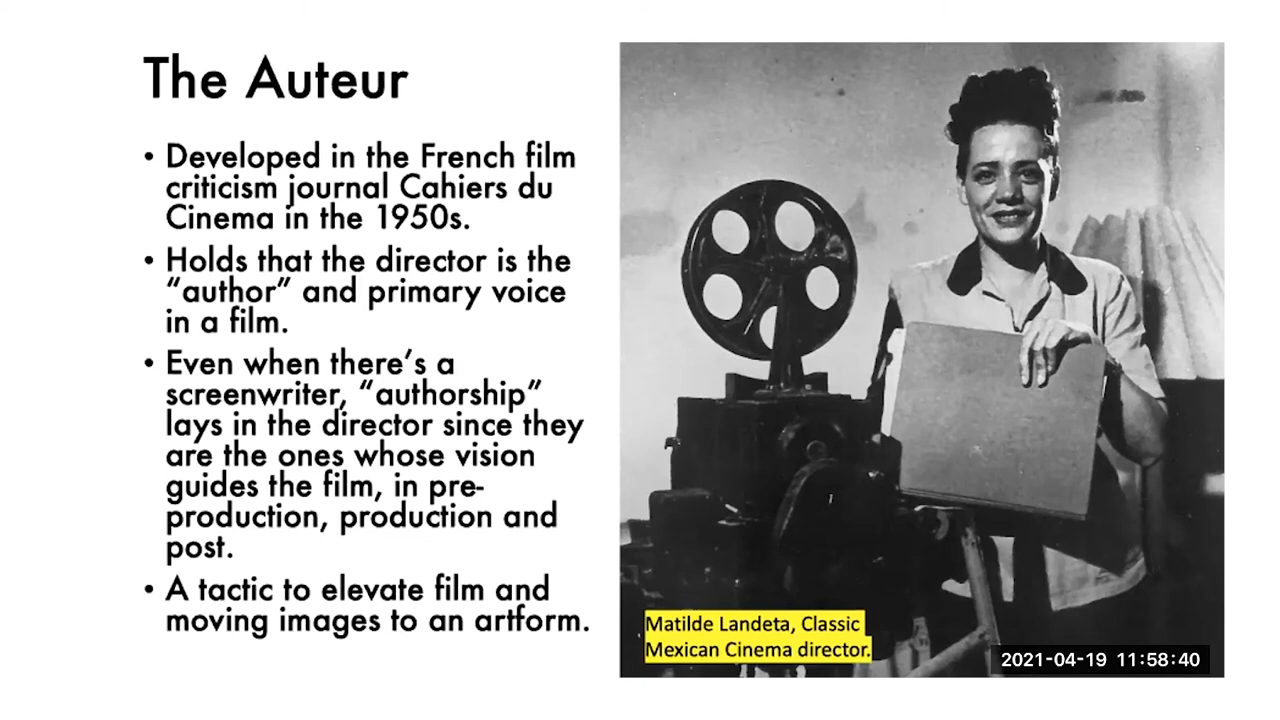 The Auteur
• Developed in the French film
criticism journal Cahiers du
Cinema in the 1950s.
• Holds that the director is the
“author” and primary voice
in a film.
• Even when there’s a
screenwriter, “authorship”
lays in the director since they
are the ones whose vision
guides the film, in pre-
production, production and
post.
• A tactic to elevate film and
moving images to an artform.
Matilde Landeta, Classic
Mexican Cinema director.
2021-04-19 11:58:40